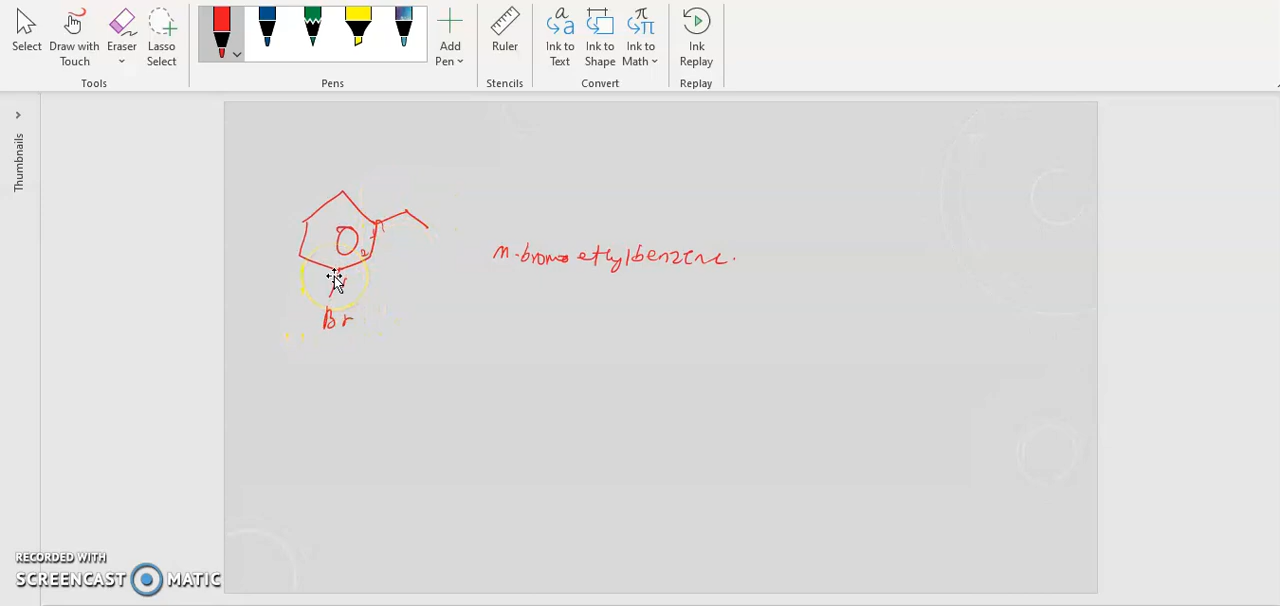 Select
Draw with Touch
Eraser
Lasso Select
Add Pen
Ruler
Ink to Text
Ink to Shape
Ink to Math
Ink Replay
Tools
Pens
Stencils
Convert
Replay
Thumbnails
2
m-bromo ethylbenzene.
Br
RECORDED WITH
SCREENCAST MATIC